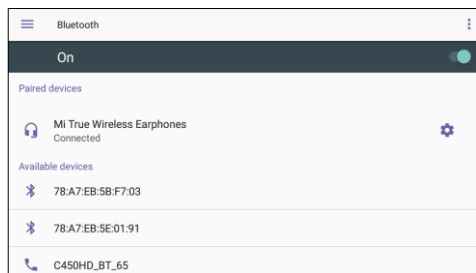 Bluetooth
On
Paired devices
Mi True Wireless Earphones
Connected
Available devices
78:A7:EB:5B:F7:03
78:A7:EB:5E:01:91
C450HD_BT_65